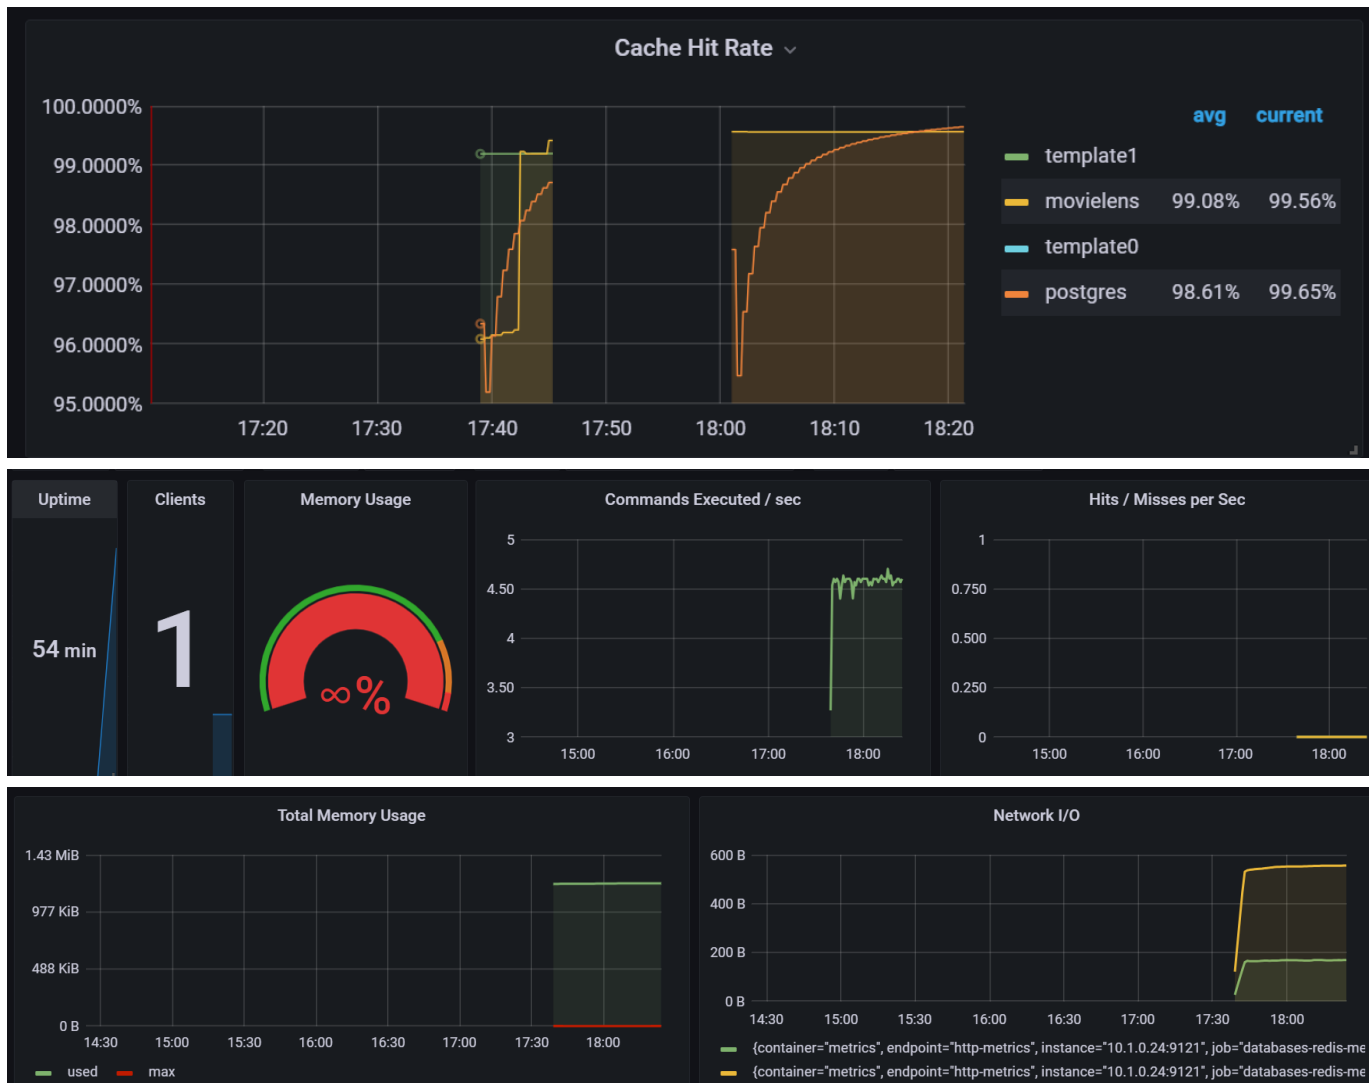 Cache Hit Rate
100.0000%
99.0000%
98.0000%
97.0000%
96.0000%
95.0000%
17:20 17:30 17:40 17:50 18:00 18:10 18:20
avg current
template1
movielens 99.08% 99.56%
template0
postgres 98.61% 99.65%
Uptime
54 min
Clients
1
Memory Usage
∞%
Commands Executed / sec
5
4.50
4
3.50
3
15:00 16:00 17:00 18:00
Hits / Misses per Sec
1
0.750
0.500
0.250
0
15:00 16:00 17:00 18:00
Total Memory Usage
1.43 MiB
977 KiB
488 KiB
0 B
14:30 15:00 15:30 16:00 16:30 17:00 17:30 18:00
used max
Network I/O
600 B
400 B
200 B
0 B
14:30 15:00 15:30 16:00 16:30 17:00 17:30 18:00
{container="metrics", endpoint="http-metrics", instance="10.1.0.24:9121", job="databases-redis-me
{container="metrics", endpoint="http-metrics", instance="10.1.0.24:9121", job="databases-redis-me